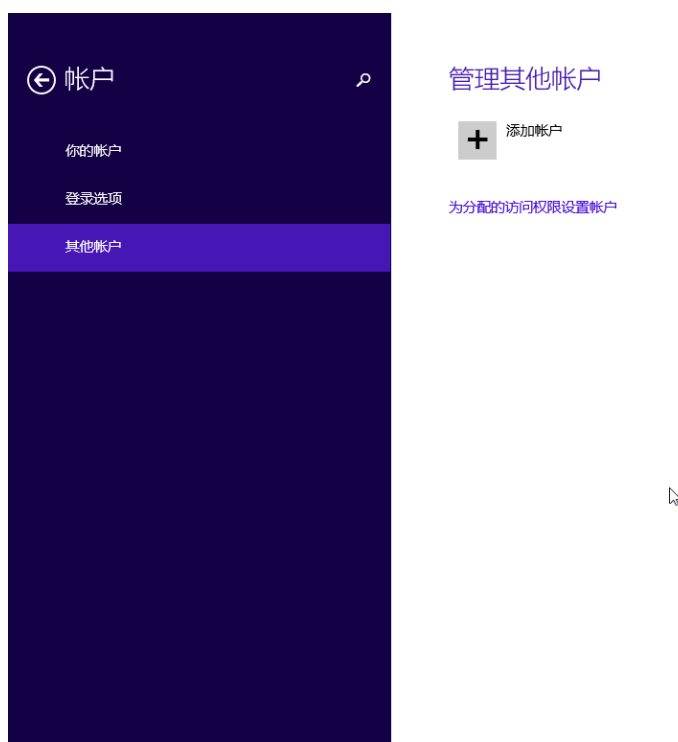 帐户
你的帐户
登录选项
其他帐户
管理其他帐户
添加帐户
为分配的访问权限设置帐户